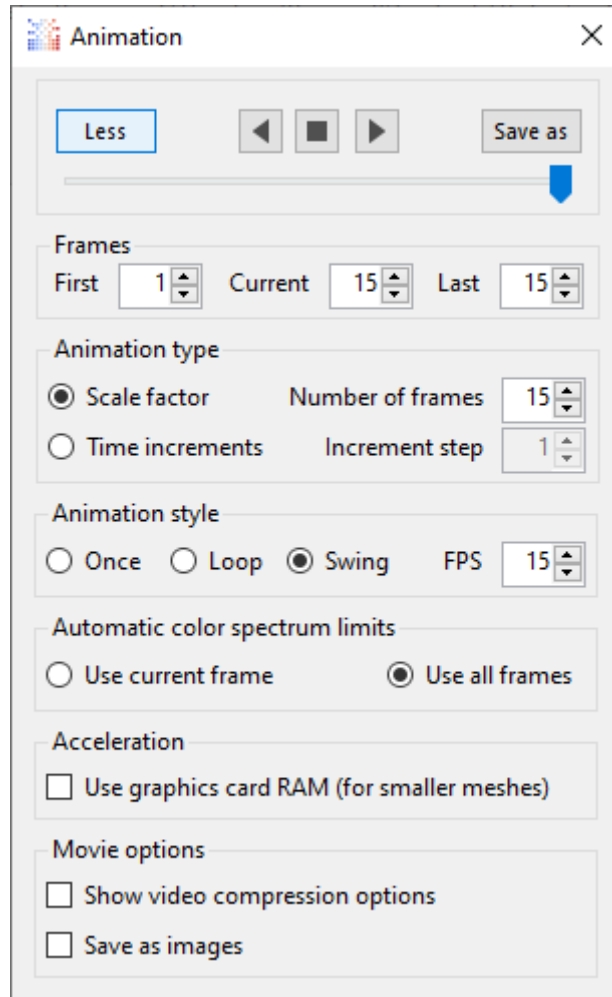 Animation
Less Save as
Frames
First 1 Current 15 Last 15
Animation type
Scale factor Number of frames 15
Time increments Increment step 1
Animation style
Once Loop Swing FPS 15
Automatic color spectrum limits
Use current frame Use all frames
Acceleration
Use graphics card RAM (for smaller meshes)
Movie options
Show video compression options
Save as images